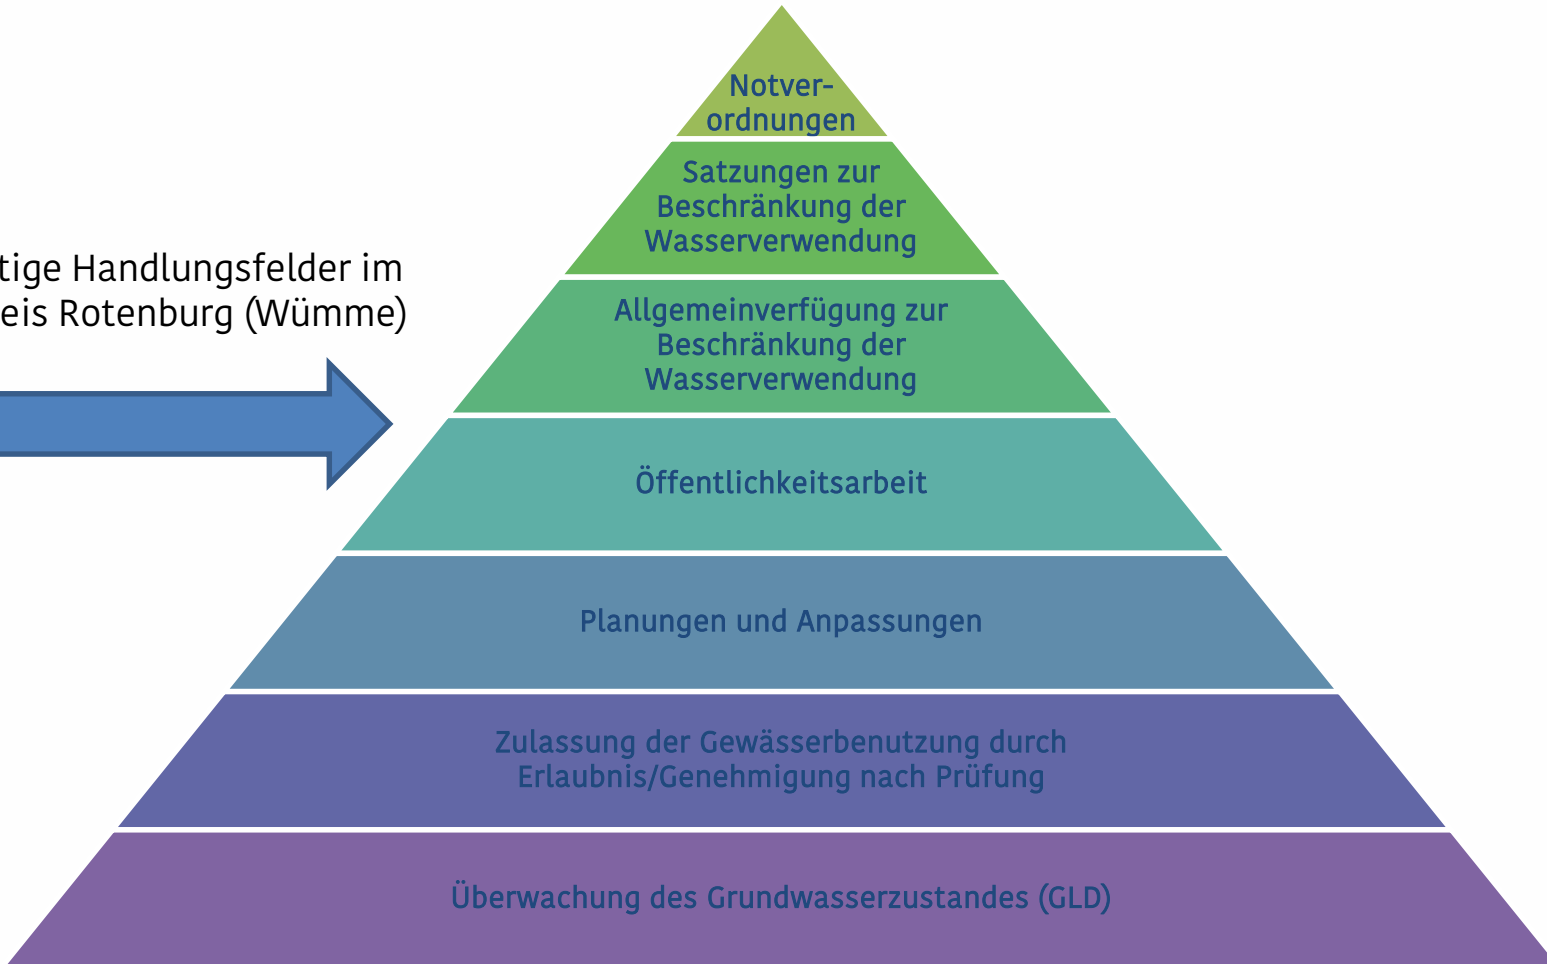 Notver-
ordnungen
Satzungen zur
Beschränkung der
Wasserverwendung
tige Handlungsfelder im
eis Rotenburg (Wümme)
Allgemeinverfügung zur
Beschränkung der
Wasserverwendung
Öffentlichkeitsarbeit
Planungen und Anpassungen
Zulassung der Gewässerbenutzung durch
Erlaubnis/Genehmigung nach Prüfung
Überwachung des Grundwasserzustandes (GLD)